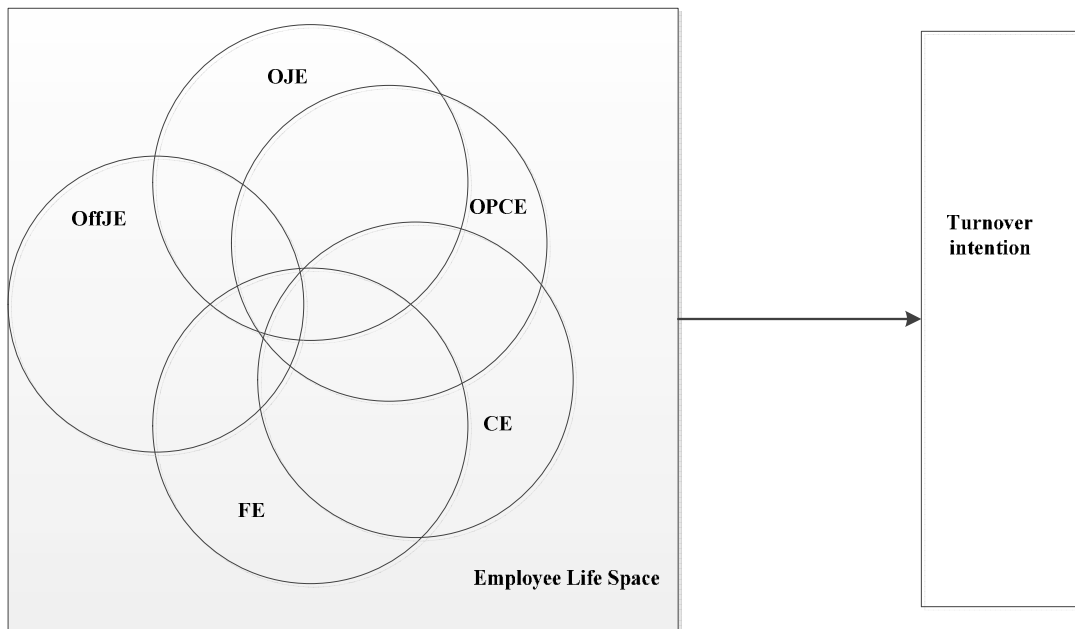 OJE
OPCE
OffJE
Turnover
intention
CE
FE
Employee Life Space